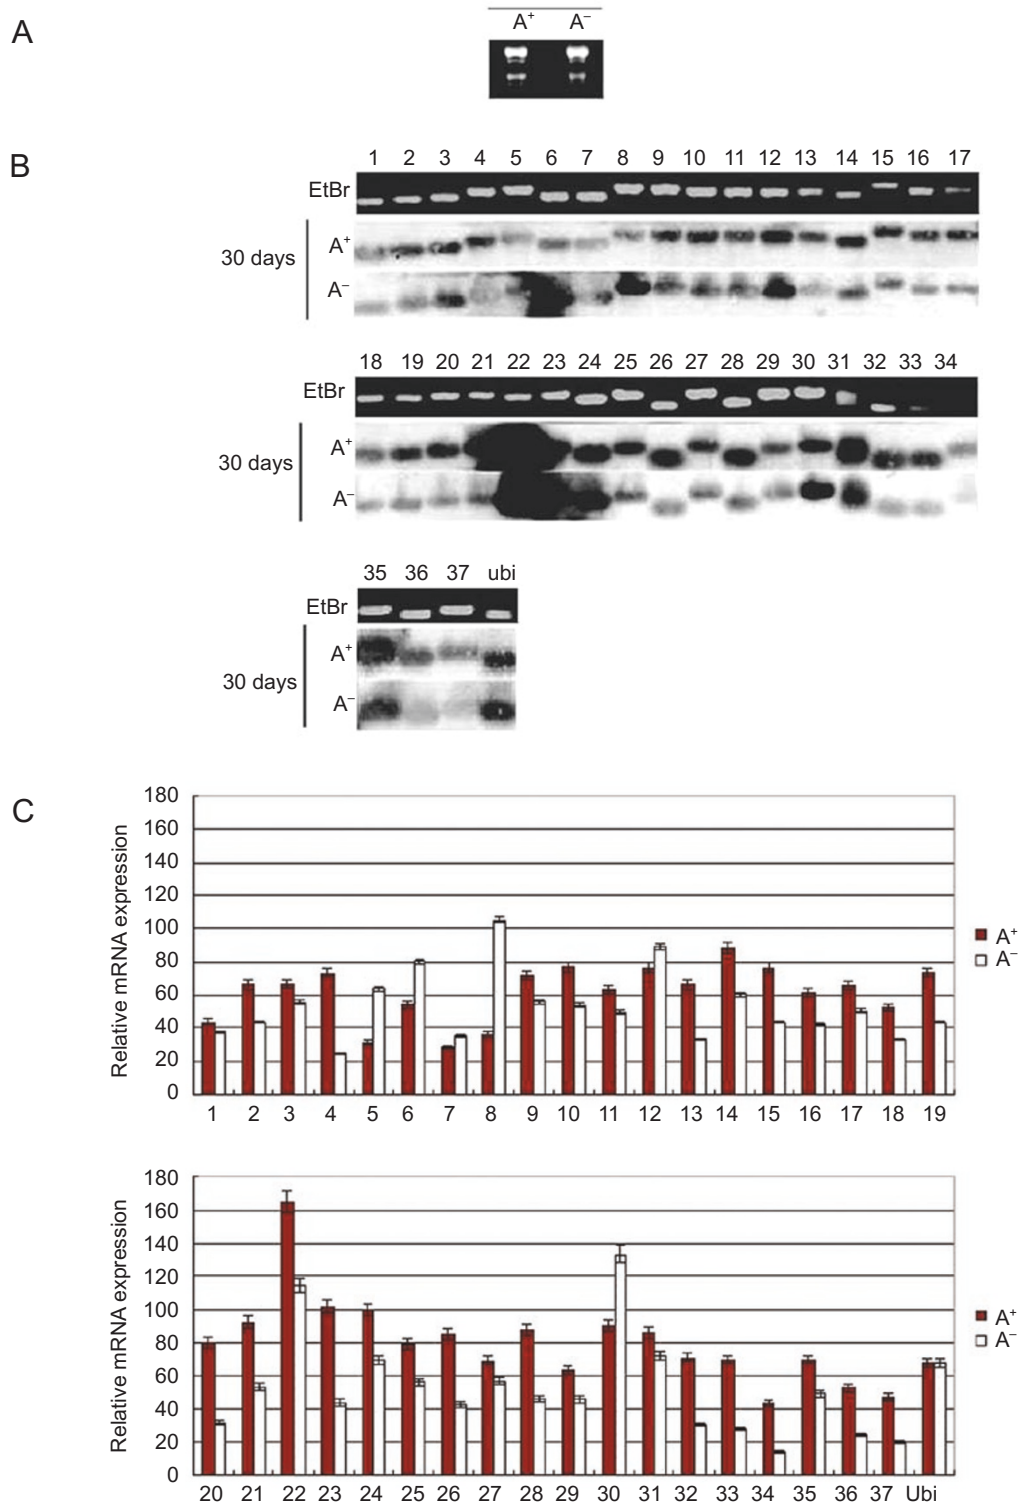 A
A⁺ A⁻
B
1 2 3 4 5 6 7 8 9 10 11 12 13 14 15 16 17
EtBr
30 days
A⁺
A⁻
18 19 20 21 22 23 24 25 26 27 28 29 30 31 32 33 34
EtBr
30 days
A⁺
A⁻
35 36 37 ubi
EtBr
30 days
A⁺
A⁻
C
Relative mRNA expression
180
160
140
120
100
80
60
40
20
0
1 2 3 4 5 6 7 8 9 10 11 12 13 14 15 16 17 18 19
A⁺
A⁻
Relative mRNA expression
180
160
140
120
100
80
60
40
20
0
20 21 22 23 24 25 26 27 28 29 30 31 32 33 34 35 36 37 Ubi
A⁺
A⁻